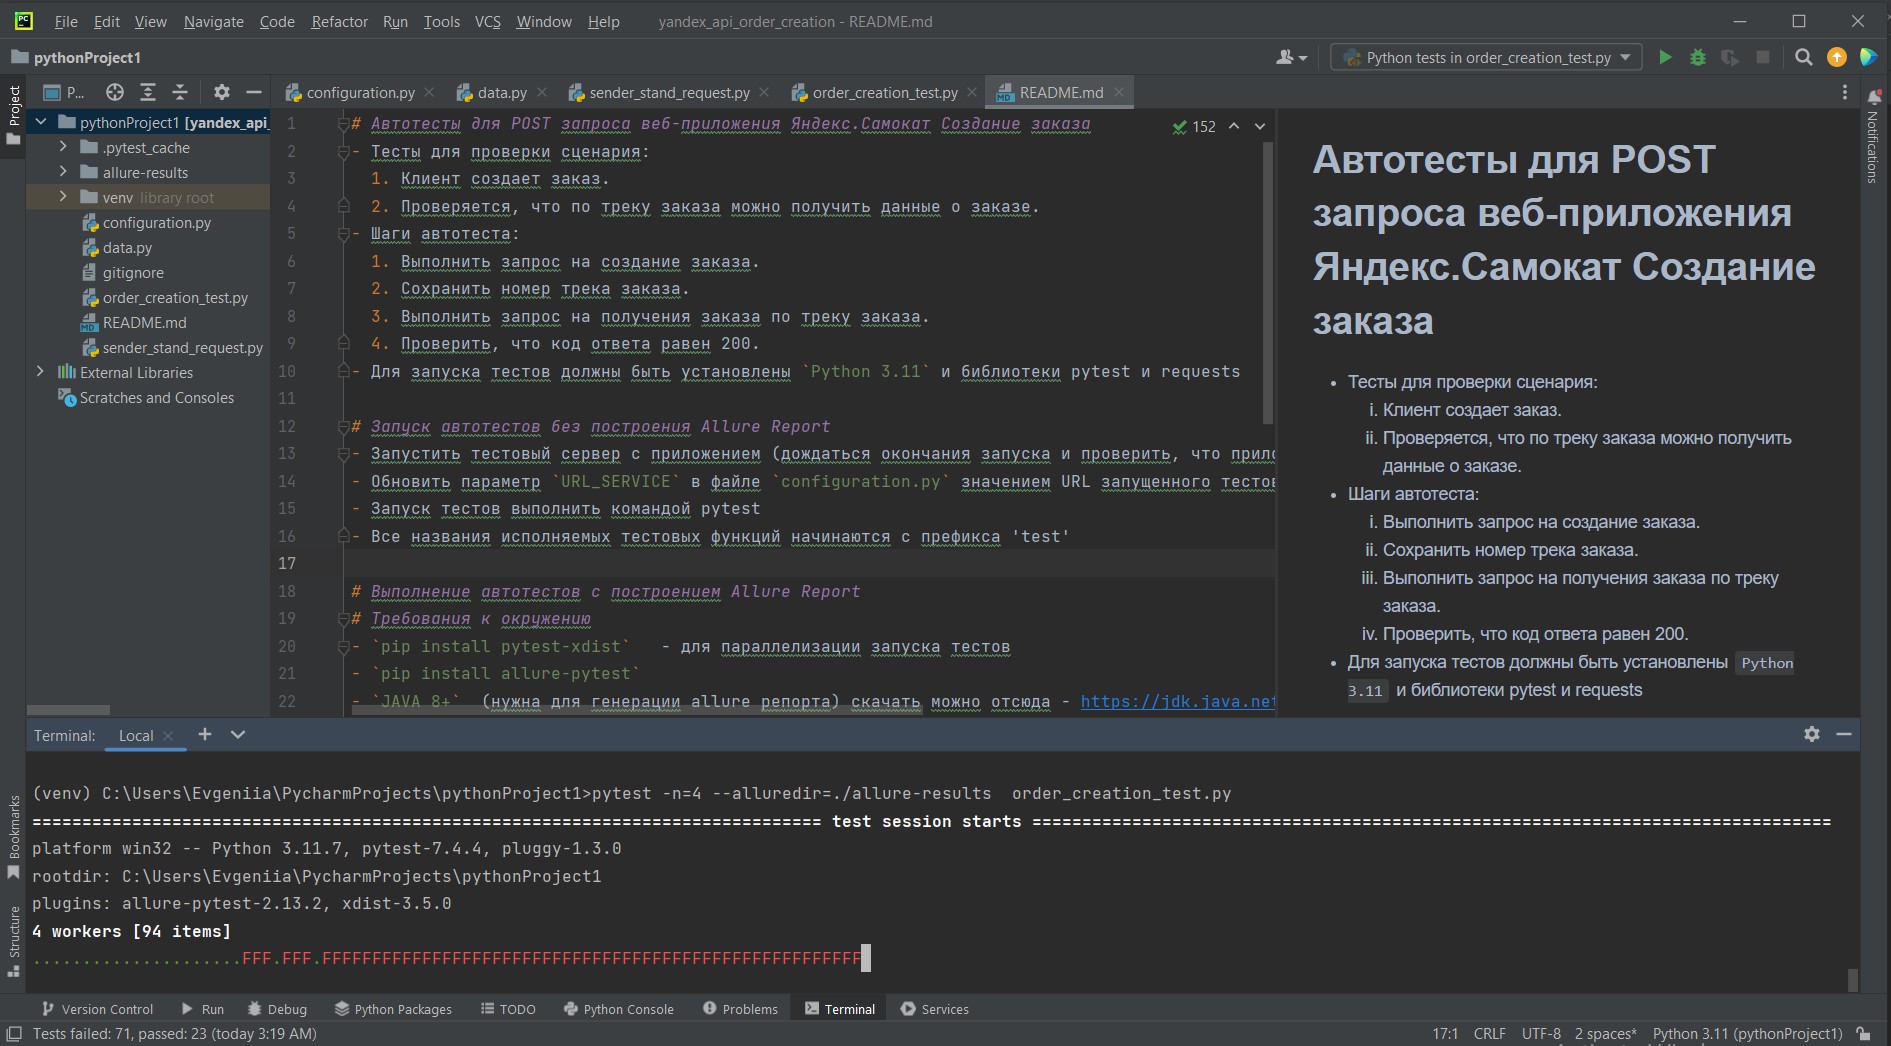 File Edit View Navigate Code Refactor Run Tools VCS Window Help yandex_api_order_creation - README.md
pythonProject1
Python tests in order_creation_test.py
P...
configuration.py
data.py
sender_stand_request.py
order_creation_test.py
README.md
Project
pythonProject1 [yandex_api_
.pytest_cache
allure-results
venv library root
configuration.py
data.py
gitignore
order_creation_test.py
README.md
sender_stand_request.py
External Libraries
Scratches and Consoles
152
1 # Автотесты для POST запроса веб-приложения Яндекс.Самокат Создание заказа
2 - Тесты для проверки сценария:
3 1. Клиент создает заказ.
4 2. Проверяется, что по треку заказа можно получить данные о заказе.
5 - Шаги автотеста:
6 1. Выполнить запрос на создание заказа.
7 2. Сохранить номер трека заказа.
8 3. Выполнить запрос на получения заказа по треку заказа.
9 4. Проверить, что код ответа равен 200.
10 - Для запуска тестов должны быть установлены `Python 3.11` и библиотеки pytest и requests
11
12 # Запуск автотестов без построения Allure Report
13 - Запустить тестовый сервер с приложением (дождаться окончания запуска и проверить, что прило
14 - Обновить параметр `URL_SERVICE` в файле `configuration.py` значением URL запущенного тестов
15 - Запуск тестов выполнить командой pytest
16 - Все названия исполняемых тестовых функций начинаются с префикса 'test'
17
18 # Выполнение автотестов с построением Allure Report
19 # Требования к окружению
20 - `pip install pytest-xdist` - для параллелизации запуска тестов
21 - `pip install allure-pytest`
22 - `JAVA 8+` (нужна для генерации allure репорта) скачать можно отсюда - https://jdk.java.net
Автотесты для POST
запроса веб-приложения
Яндекс.Самокат Создание
заказа
• Тесты для проверки сценария:
i. Клиент создает заказ.
ii. Проверяется, что по треку заказа можно получить
данные о заказе.
• Шаги автотеста:
i. Выполнить запрос на создание заказа.
ii. Сохранить номер трека заказа.
iii. Выполнить запрос на получения заказа по треку
заказа.
iv. Проверить, что код ответа равен 200.
• Для запуска тестов должны быть установлены Python
3.11 и библиотеки pytest и requests
Notifications
Terminal: Local
(venv) C:\Users\Evgeniia\PycharmProjects\pythonProject1>pytest -n=4 --alluredir=./allure-results  order_creation_test.py
=============================================================================== test session starts ================================================================================
platform win32 -- Python 3.11.7, pytest-7.4.4, pluggy-1.3.0
rootdir: C:\Users\Evgeniia\PycharmProjects\pythonProject1
plugins: allure-pytest-2.13.2, xdist-3.5.0
4 workers [94 items]
.....................FFF.FFF.FFFFFFFFFFFFFFFFFFFFFFFFFFFFFFFFFFFFFFFFFFFFFFFFFFFFFF
Bookmarks
Structure
Version Control Run Debug Python Packages TODO Python Console Problems Terminal Services
Tests failed: 71, passed: 23 (today 3:19 AM) 17:1 CRLF UTF-8 2 spaces* Python 3.11 (pythonProject1)